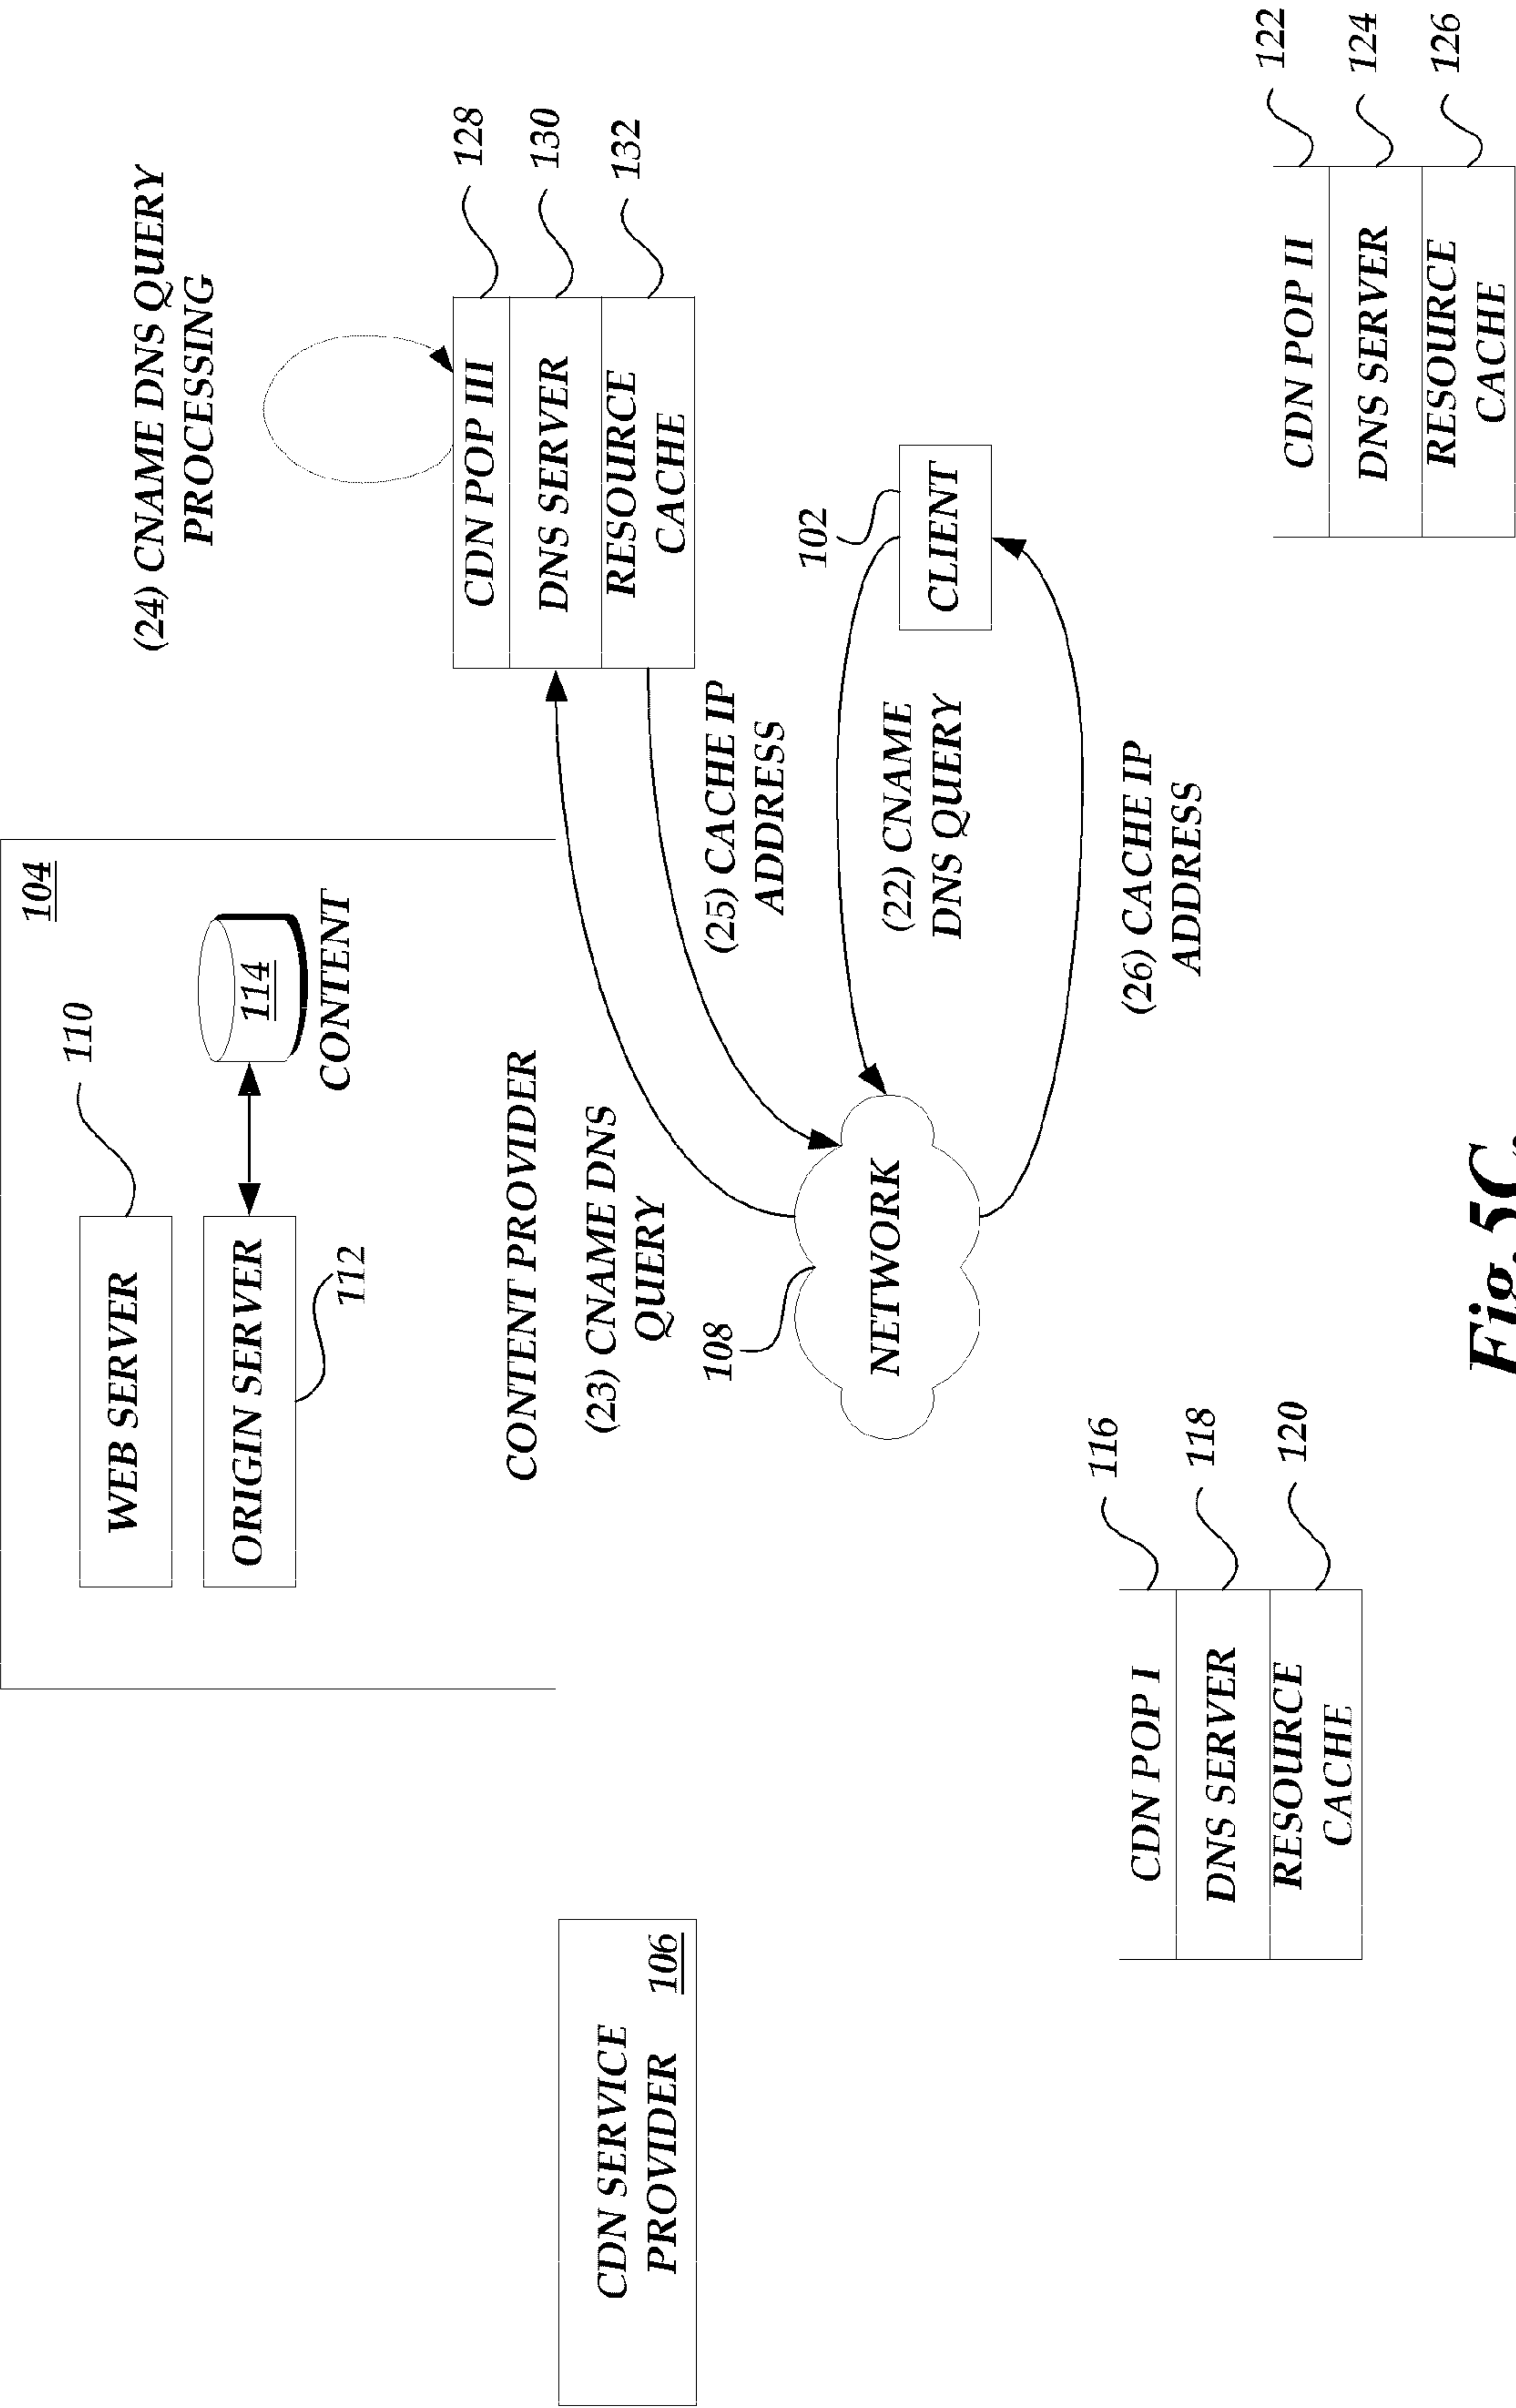 104
110
WEB SERVER
ORIGIN SERVER
114
CONTENT
112
CONTENT PROVIDER
(24) CNAME DNS QUERY
PROCESSING
CDN SERVICE
PROVIDER
106
(23) CNAME DNS
QUERY
CDN POP III
DNS SERVER
RESOURCE
CACHE
128
130
132
(25) CACHE IP
ADDRESS
108
NETWORK
(22) CNAME
DNS QUERY
102
CLIENT
(26) CACHE IP
ADDRESS
CDN POP I
DNS SERVER
RESOURCE
CACHE
116
118
120
CDN POP II
DNS SERVER
RESOURCE
CACHE
122
124
126
Fig. 5C.